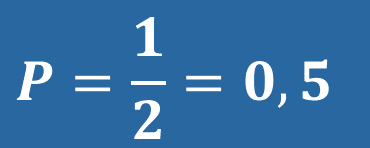 P = 1/2 = 0,5